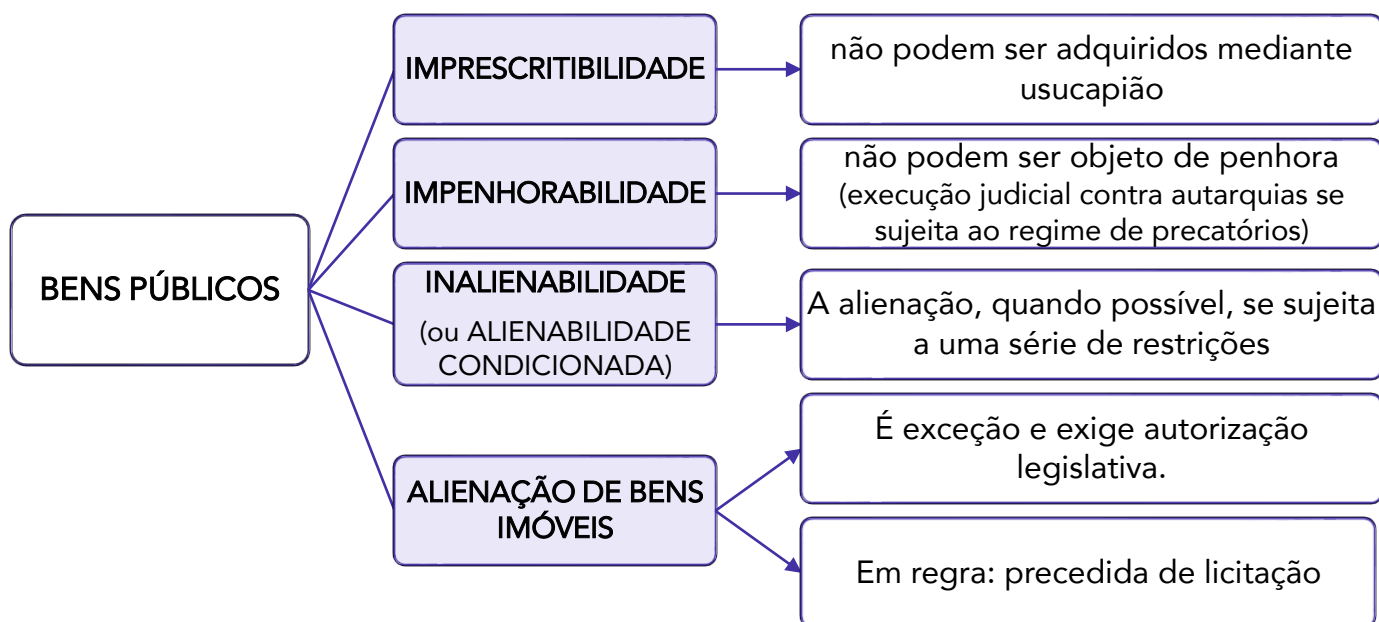 BENS PÚBLICOS
IMPRESCRITIBILIDADE
não podem ser adquiridos mediante
usucapião
IMPENHORABILIDADE
não podem ser objeto de penhora
(execução judicial contra autarquias se
sujeita ao regime de precatórios)
INALIENABILIDADE
(ou ALIENABILIDADE
CONDICIONADA)
A alienação, quando possível, se sujeita
a uma série de restrições
ALIENAÇÃO DE BENS
IMÓVEIS
É exceção e exige autorização
legislativa.
Em regra: precedida de licitação